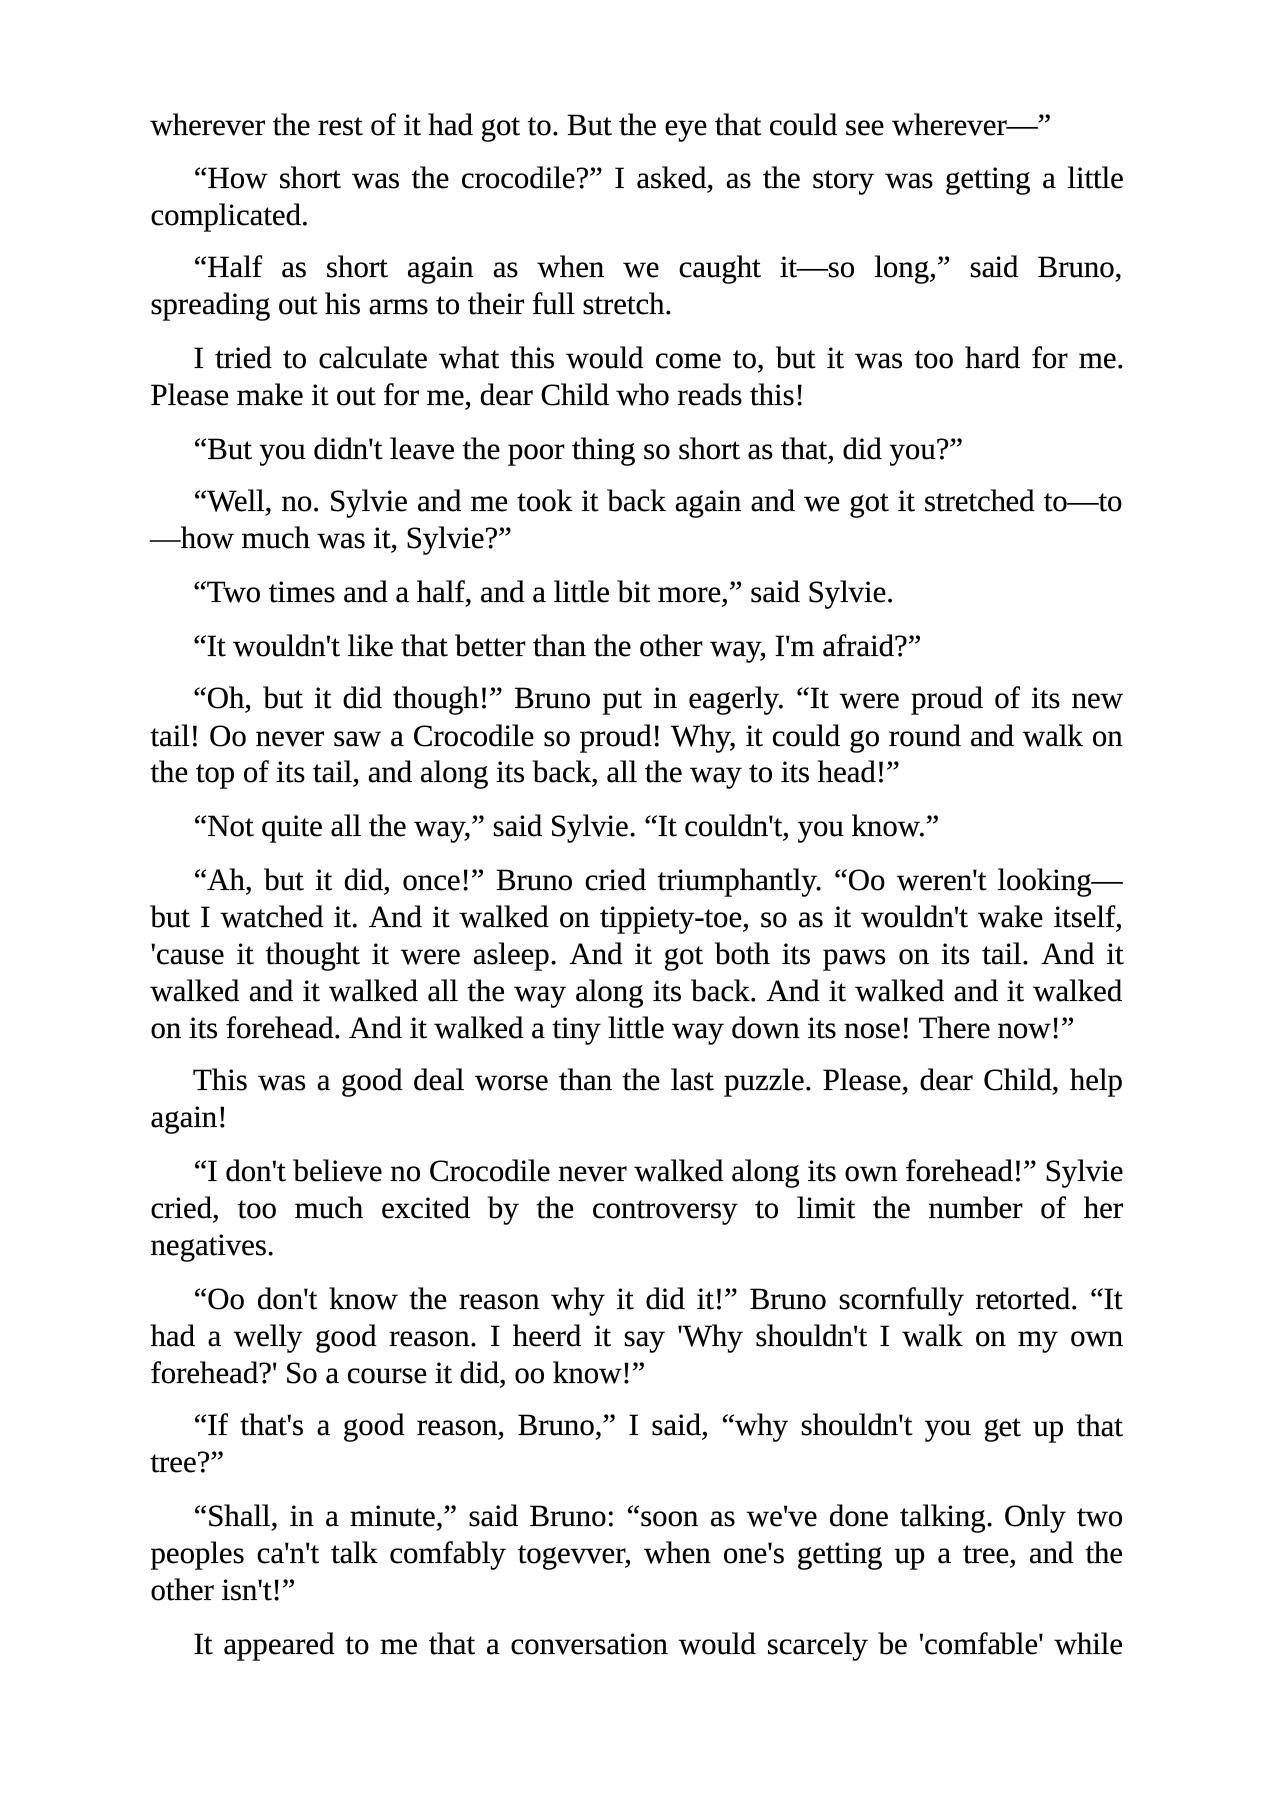 wherever the rest of it had got to. But the eye that could see wherever—”
“How short was the crocodile?” I asked, as the story was getting a little
complicated.
“Half as short again as when we caught it—so long,” said Bruno,
spreading out his arms to their full stretch.
I tried to calculate what this would come to, but it was too hard for me.
Please make it out for me, dear Child who reads this!
“But you didn't leave the poor thing so short as that, did you?”
“Well, no. Sylvie and me took it back again and we got it stretched to—to
—how much was it, Sylvie?”
“Two times and a half, and a little bit more,” said Sylvie.
“It wouldn't like that better than the other way, I'm afraid?”
“Oh, but it did though!” Bruno put in eagerly. “It were proud of its new
tail! Oo never saw a Crocodile so proud! Why, it could go round and walk on
the top of its tail, and along its back, all the way to its head!”
“Not quite all the way,” said Sylvie. “It couldn't, you know.”
“Ah, but it did, once!” Bruno cried triumphantly. “Oo weren't looking—
but I watched it. And it walked on tippiety-toe, so as it wouldn't wake itself,
'cause it thought it were asleep. And it got both its paws on its tail. And it
walked and it walked all the way along its back. And it walked and it walked
on its forehead. And it walked a tiny little way down its nose! There now!”
This was a good deal worse than the last puzzle. Please, dear Child, help
again!
“I don't believe no Crocodile never walked along its own forehead!” Sylvie
cried, too much excited by the controversy to limit the number of her
negatives.
“Oo don't know the reason why it did it!” Bruno scornfully retorted. “It
had a welly good reason. I heerd it say 'Why shouldn't I walk on my own
forehead?' So a course it did, oo know!”
“If that's a good reason, Bruno,” I said, “why shouldn't you get up that
tree?”
“Shall, in a minute,” said Bruno: “soon as we've done talking. Only two
peoples ca'n't talk comfably togevver, when one's getting up a tree, and the
other isn't!”
It appeared to me that a conversation would scarcely be 'comfable' while